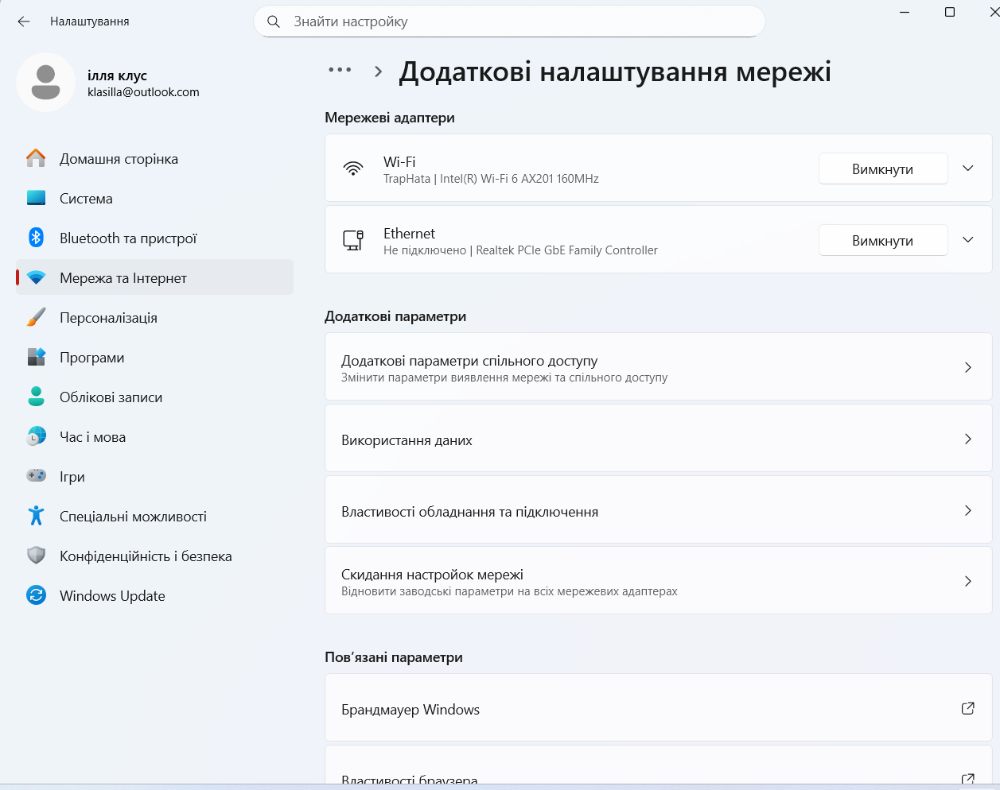 Налаштування
Знайти настройку
ілля клус
klasilla@outlook.com
Домашня сторінка
Система
Bluetooth та пристрої
Мережа та Інтернет
Персоналізація
Програми
Облікові записи
Час і мова
Ігри
Спеціальні можливості
Конфіденційність і безпека
Windows Update
Додаткові налаштування мережі
Мережеві адаптери
Wi-Fi
TrapHata | Intel(R) Wi-Fi 6 AX201 160MHz
Вимкнути
Ethernet
Не підключено | Realtek PCIe GbE Family Controller
Вимкнути
Додаткові параметри
Додаткові параметри спільного доступу
Змінити параметри виявлення мережі та спільного доступу
Використання даних
Властивості обладнання та підключення
Скидання настройок мережі
Відновити заводські параметри на всіх мережевих адаптерах
Пов’язані параметри
Брандмауер Windows
Властивості браузера